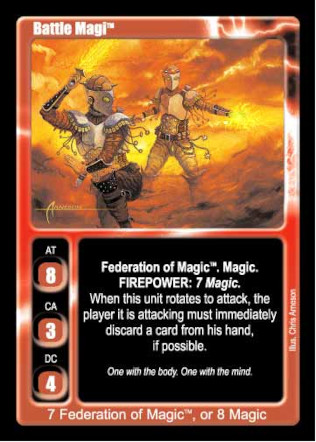 Battle Magi™
ARNESON
Illus. Chris Arneson
AT
8
CA
3
DC
4
Federation of Magic™. Magic.
FIREPOWER: 7 Magic.
When this unit rotates to attack, the
player it is attacking must immediately
discard a card from his hand,
if possible.
One with the body. One with the mind.
7 Federation of Magic™, or 8 Magic